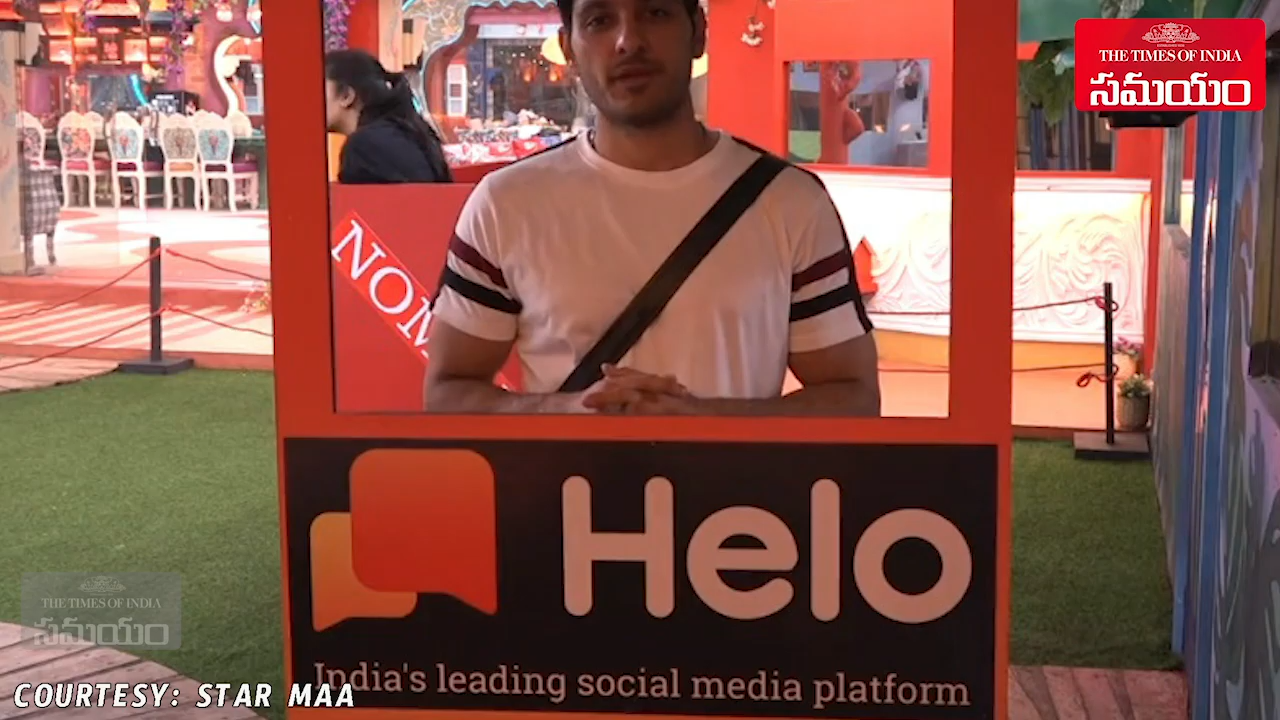 THE TIMES OF INDIA
సమయం
NOM
Helo
India's leading social media platform
THE TIMES OF INDIA
సమయం
COURTESY: STAR MAA